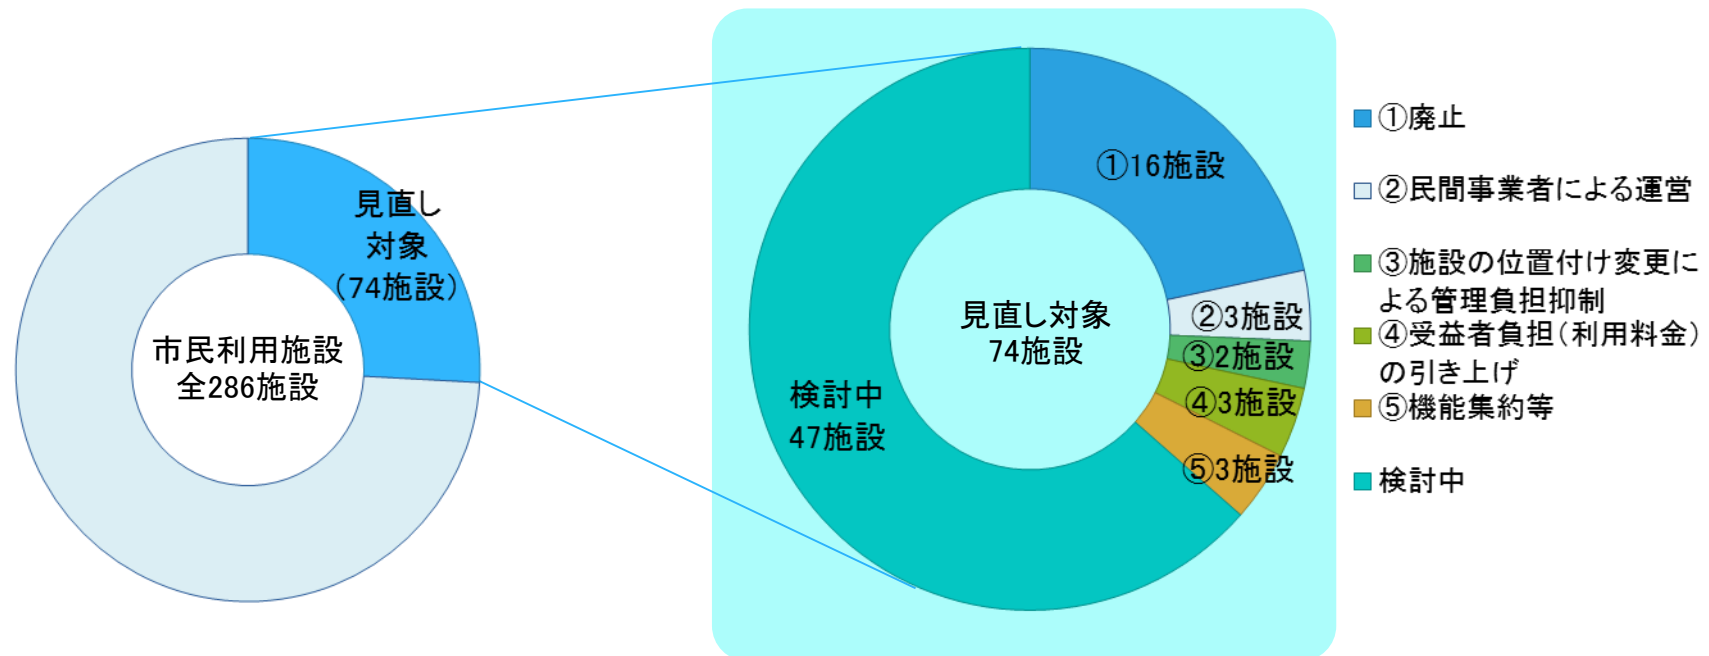 見直し
対象
（74施設）
市民利用施設
全286施設
①16施設
②3施設
③2施設
④3施設
⑤3施設
検討中
47施設
見直し対象
74施設
①廃止
②民間事業者による運営
③施設の位置付け変更に
よる管理負担抑制
④受益者負担（利用料金）
の引き上げ
⑤機能集約等
検討中